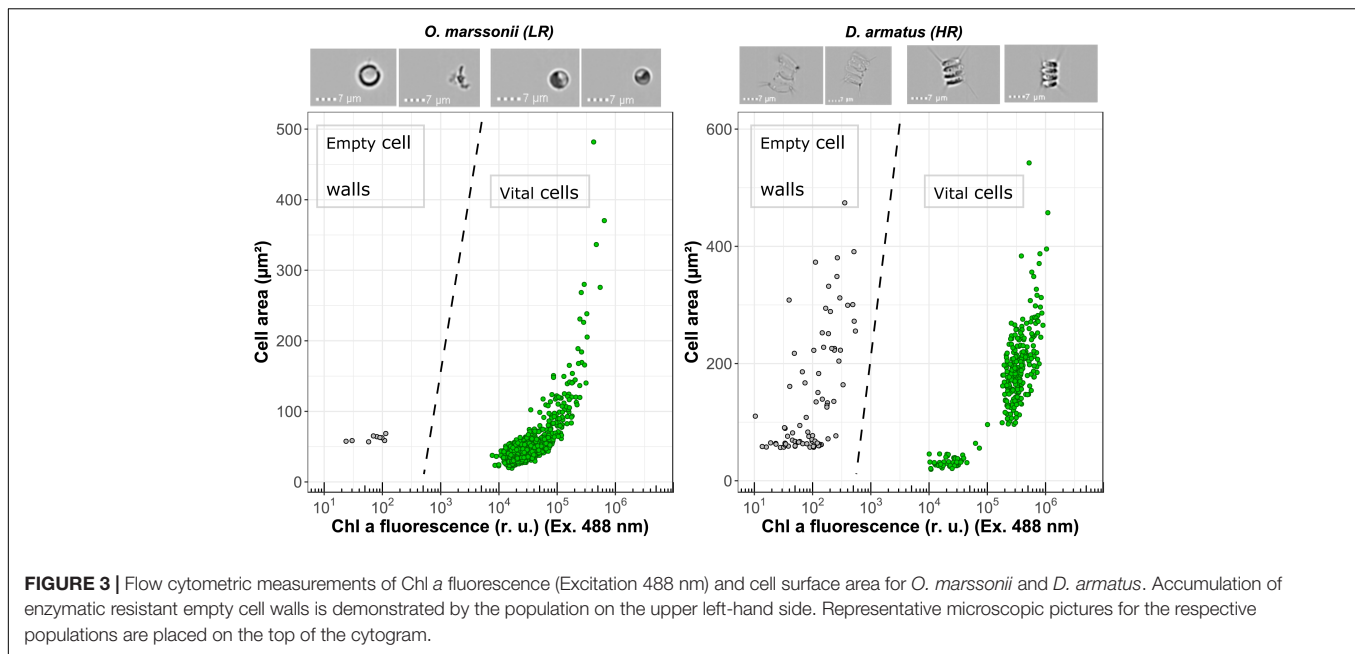 O. marssonii (LR)
D. armatus (HR)
7 µm
7 µm
7 µm
7 µm
7 µm
7 µm
7 µm
7 µm
500
400
300
200
100
0
Cell area (µm²)
Empty cell
walls
Vital cells
10¹ 10² 10³ 10⁴ 10⁵ 10⁶
Chl a fluorescence (r. u.) (Ex. 488 nm)
600
400
200
0
Cell area (µm²)
Empty cell
walls
Vital cells
10¹ 10² 10³ 10⁴ 10⁵ 10⁶
Chl a fluorescence (r. u.) (Ex. 488 nm)
FIGURE 3 | Flow cytometric measurements of Chl a fluorescence (Excitation 488 nm) and cell surface area for O. marssonii and D. armatus. Accumulation of
enzymatic resistant empty cell walls is demonstrated by the population on the upper left-hand side. Representative microscopic pictures for the respective
populations are placed on the top of the cytogram.